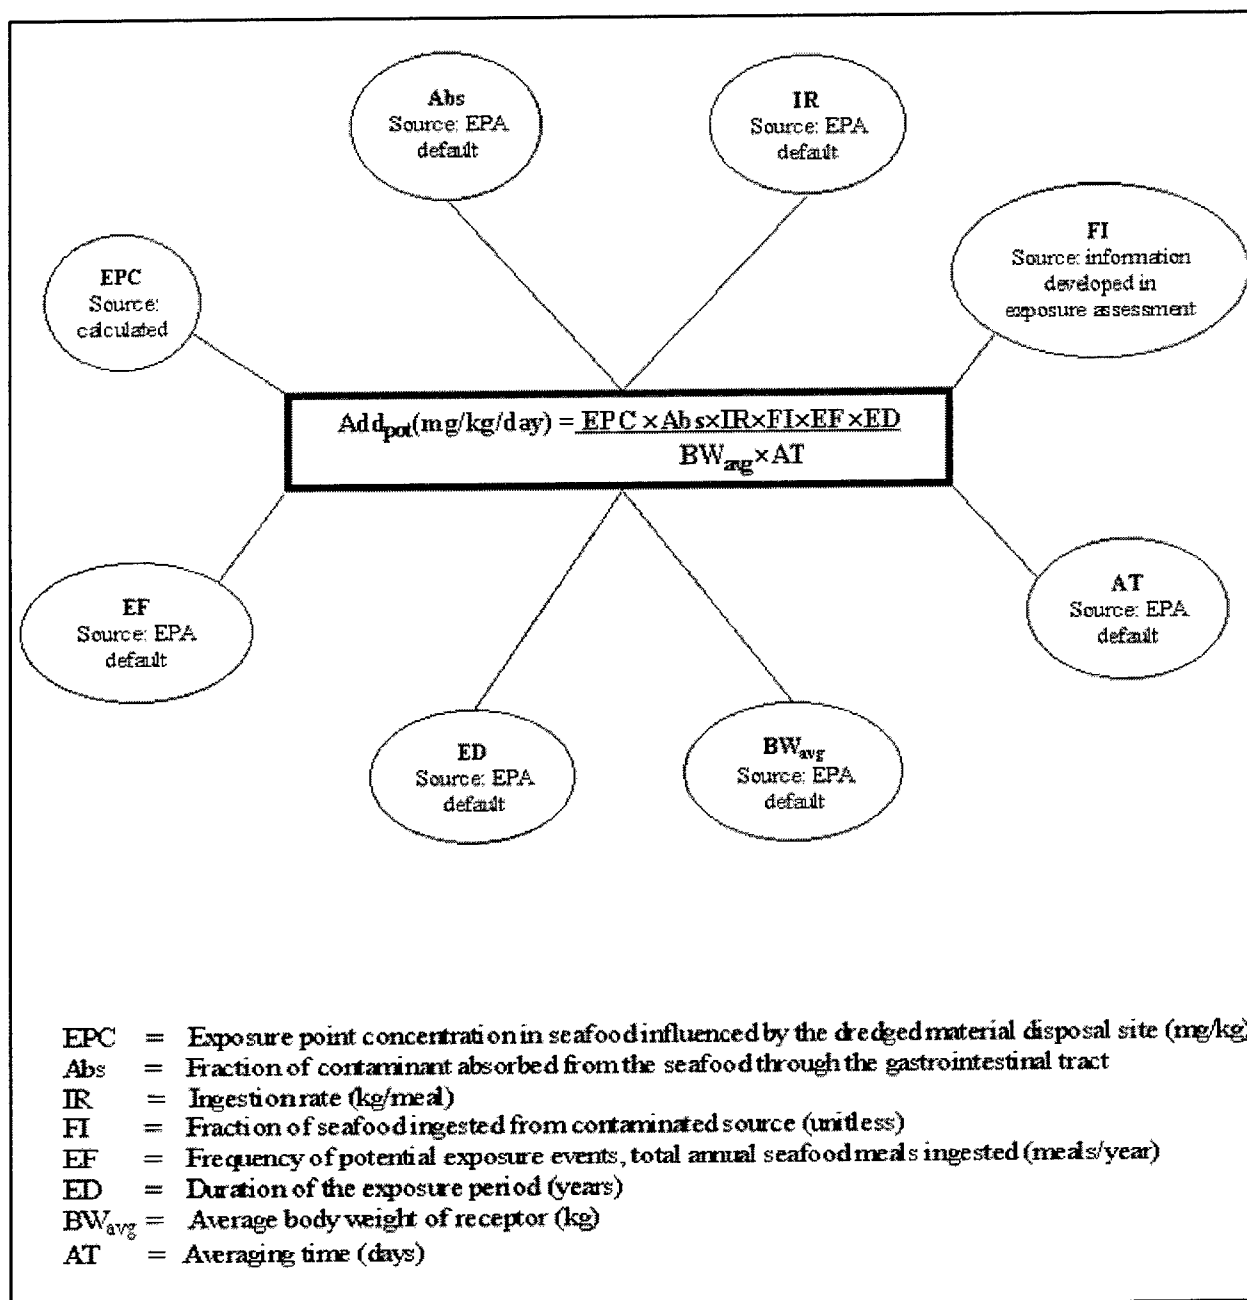 Abs
Source: EPA
default
IR
Source: EPA
default
FI
Source: information
developed in
exposure assessment
EPC
Source:
calculated
Add_pot(mg/kg/day) = EPC ×Abs×IR×FI×EF×ED
BW_avg×AT
EF
Source: EPA
default
AT
Source: EPA
default
ED
Source: EPA
default
BW_avg
Source: EPA
default
EPC = Exposure point concentration in seafood influenced by the dredged material disposal site (mg/kg)
Abs = Fraction of contaminant absorbed from the seafood through the gastrointestinal tract
IR = Ingestion rate (kg/meal)
FI = Fraction of seafood ingested from contaminated source (unitless)
EF = Frequency of potential exposure events, total annual seafood meals ingested (meals/year)
ED = Duration of the exposure period (years)
BW_avg = Average body weight of receptor (kg)
AT = Averaging time (days)